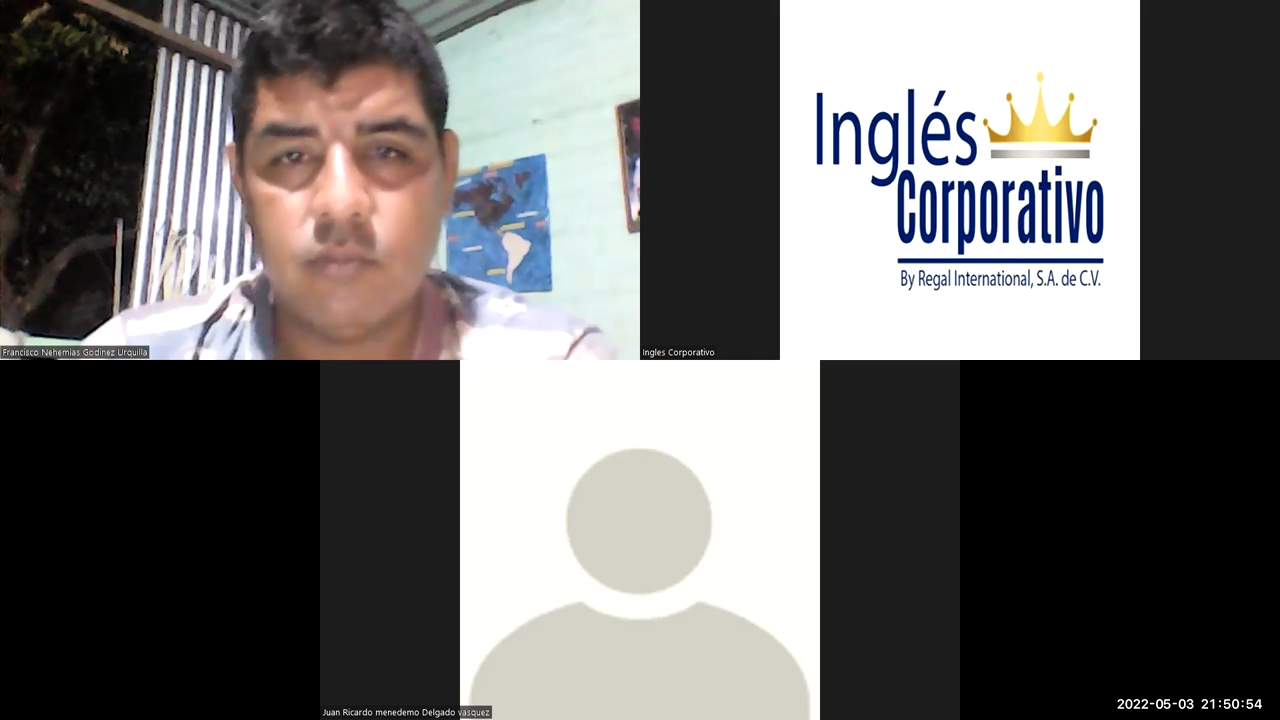 Inglés
Corporativo
By Regal International, S.A. de C.V.
Francisco Nehemias Godinez Urquilla
Ingles Corporativo
Juan Ricardo menedemo Delgado vasquez
2022-05-03 21:50:54